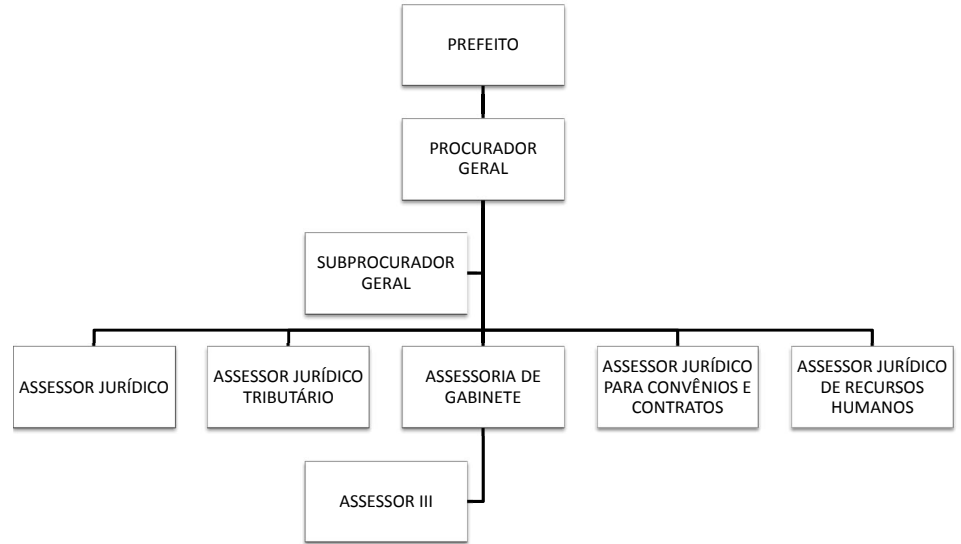 PREFEITO
PROCURADOR
GERAL
SUBPROCURADOR
GERAL
ASSESSOR JURÍDICO
ASSESSOR JURÍDICO
TRIBUTÁRIO
ASSESSORIA DE
GABINETE
ASSESSOR JURÍDICO
PARA CONVÊNIOS E
CONTRATOS
ASSESSOR JURÍDICO
DE RECURSOS
HUMANOS
ASSESSOR III